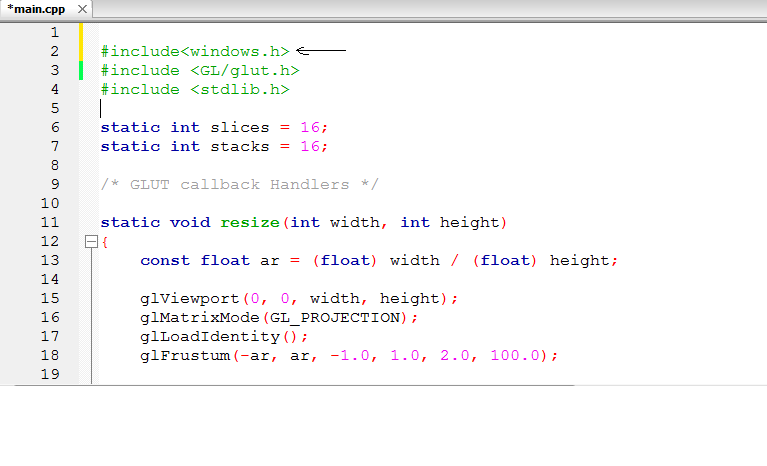 *main.cpp
1
2 #include<windows.h>
3 #include <GL/glut.h>
4 #include <stdlib.h>
5
6 static int slices = 16;
7 static int stacks = 16;
8
9 /* GLUT callback Handlers */
10
11 static void resize(int width, int height)
12 {
13 const float ar = (float) width / (float) height;
14
15 glViewport(0, 0, width, height);
16 glMatrixMode(GL_PROJECTION);
17 glLoadIdentity();
18 glFrustum(-ar, ar, -1.0, 1.0, 2.0, 100.0);
19